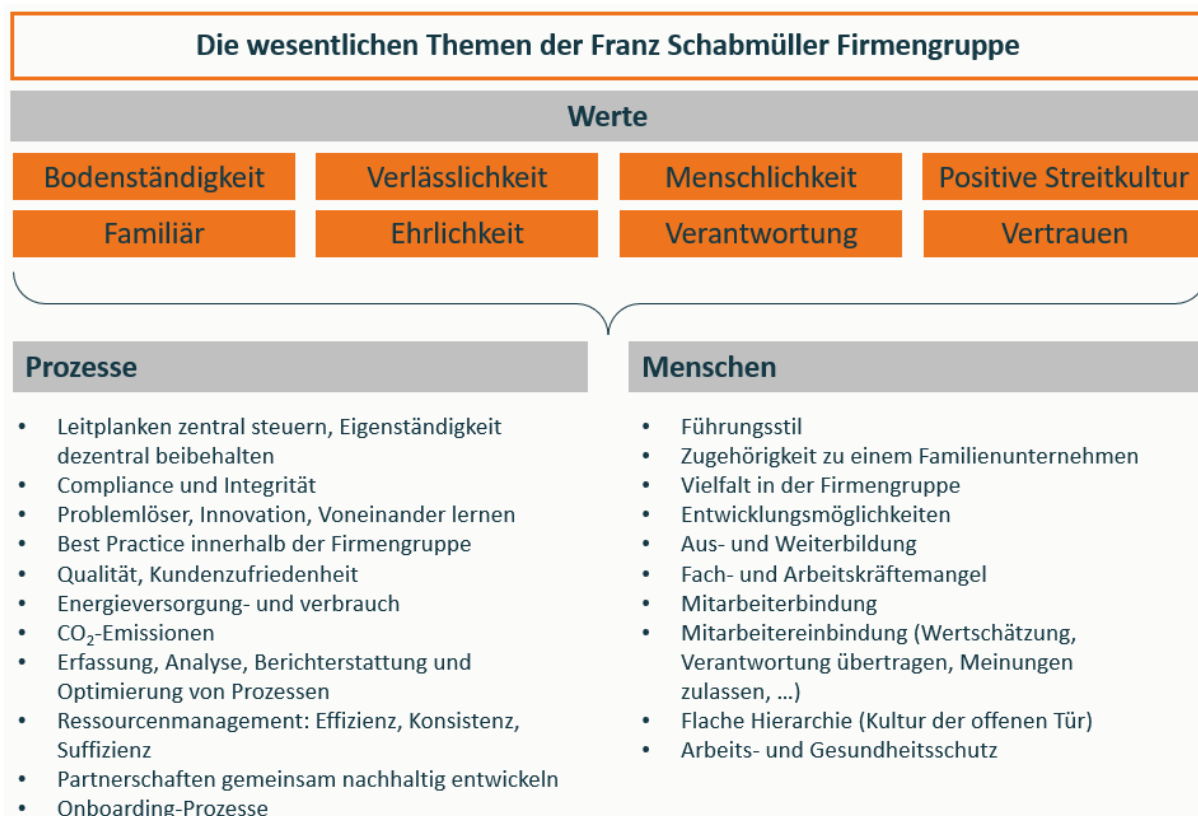 Die wesentlichen Themen der Franz Schabmüller Firmengruppe
Werte
Bodenständigkeit
Verlässlichkeit
Menschlichkeit
Positive Streitkultur
Familiär
Ehrlichkeit
Verantwortung
Vertrauen
Prozesse
• Leitplanken zentral steuern, Eigenständigkeit
dezentral beibehalten
• Compliance und Integrität
• Problemlöser, Innovation, Voneinander lernen
• Best Practice innerhalb der Firmengruppe
• Qualität, Kundenzufriedenheit
• Energieversorgung- und verbrauch
• CO₂-Emissionen
• Erfassung, Analyse, Berichterstattung und
Optimierung von Prozessen
• Ressourcenmanagement: Effizienz, Konsistenz,
Suffizienz
• Partnerschaften gemeinsam nachhaltig entwickeln
• Onboarding-Prozesse
Menschen
• Führungsstil
• Zugehörigkeit zu einem Familienunternehmen
• Vielfalt in der Firmengruppe
• Entwicklungsmöglichkeiten
• Aus- und Weiterbildung
• Fach- und Arbeitskräftemangel
• Mitarbeiterbindung
• Mitarbeitereinbindung (Wertschätzung,
Verantwortung übertragen, Meinungen
zulassen, …)
• Flache Hierarchie (Kultur der offenen Tür)
• Arbeits- und Gesundheitsschutz